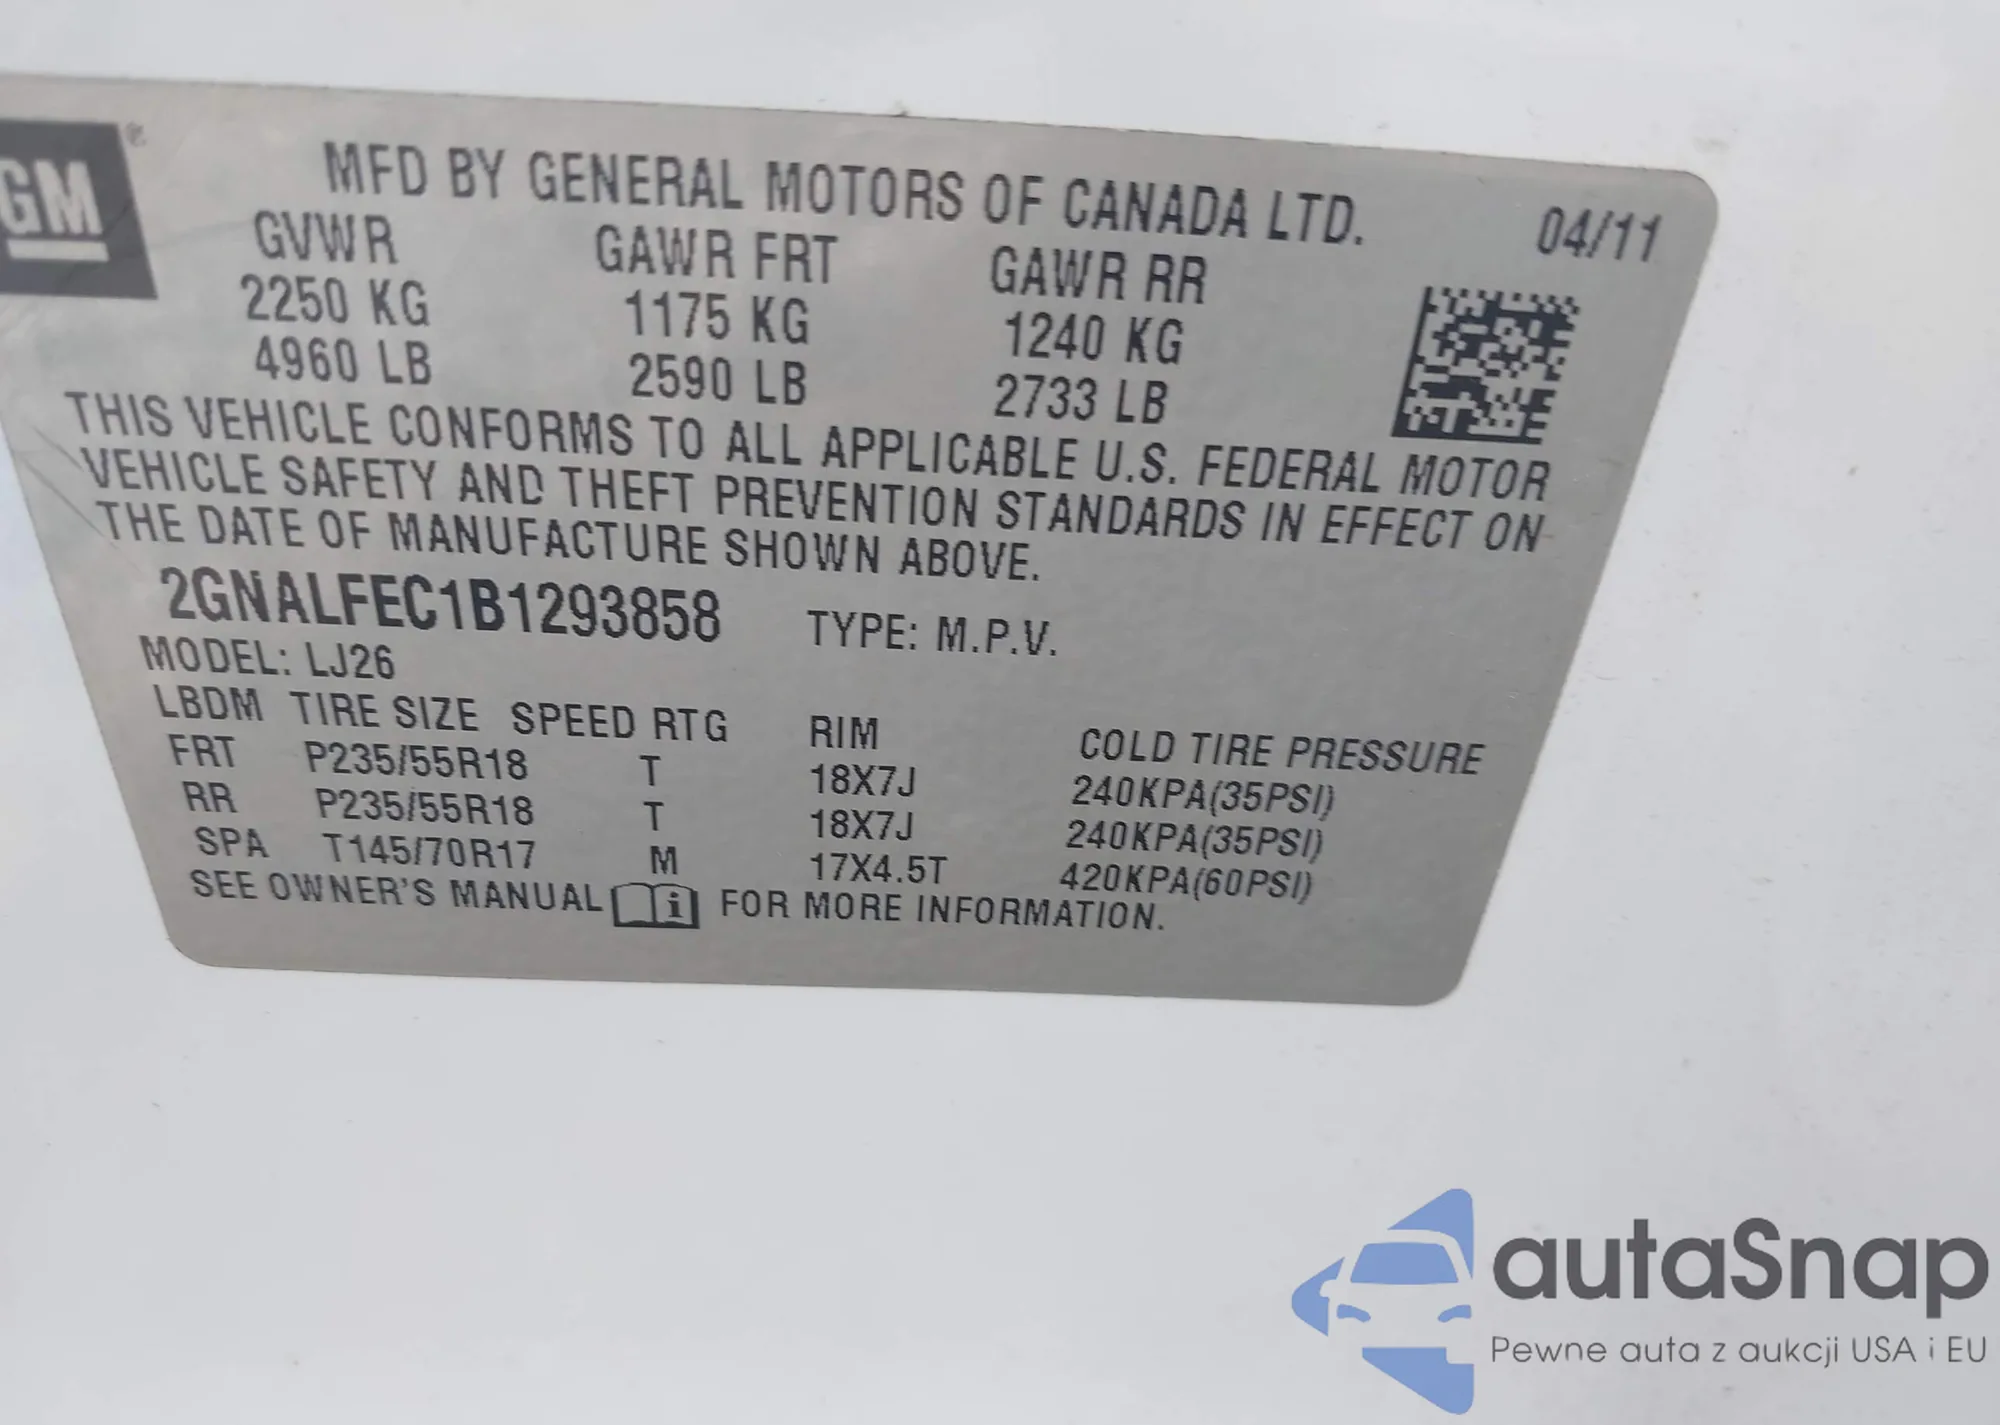 GM®
MFD BY GENERAL MOTORS OF CANADA LTD.
04/11
GVWR GAWR FRT GAWR RR
2250 KG 1175 KG 1240 KG
4960 LB 2590 LB 2733 LB
THIS VEHICLE CONFORMS TO ALL APPLICABLE U.S. FEDERAL MOTOR
VEHICLE SAFETY AND THEFT PREVENTION STANDARDS IN EFFECT ON
THE DATE OF MANUFACTURE SHOWN ABOVE.
2GNALFEC1B1293858 TYPE: M.P.V.
MODEL: LJ26
LBDM TIRE SIZE SPEED RTG RIM COLD TIRE PRESSURE
FRT P235/55R18 T 18X7J 240KPA(35PSI)
RR P235/55R18 T 18X7J 240KPA(35PSI)
SPA T145/70R17 M 17X4.5T 420KPA(60PSI)
SEE OWNER'S MANUAL i FOR MORE INFORMATION.
autaSnap
Pewne auta z aukcji USA i EU